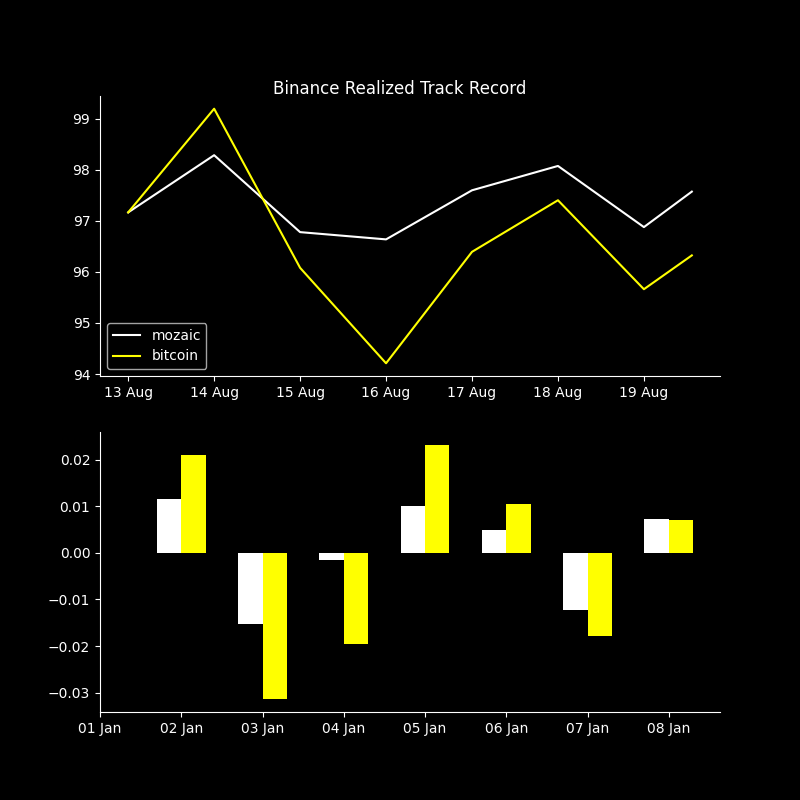 Binance Realized Track Record
99
98
97
96
95
94
mozaic
bitcoin
13 Aug 14 Aug 15 Aug 16 Aug 17 Aug 18 Aug 19 Aug
0.02
0.01
0.00
−0.01
−0.02
−0.03
01 Jan 02 Jan 03 Jan 04 Jan 05 Jan 06 Jan 07 Jan 08 Jan